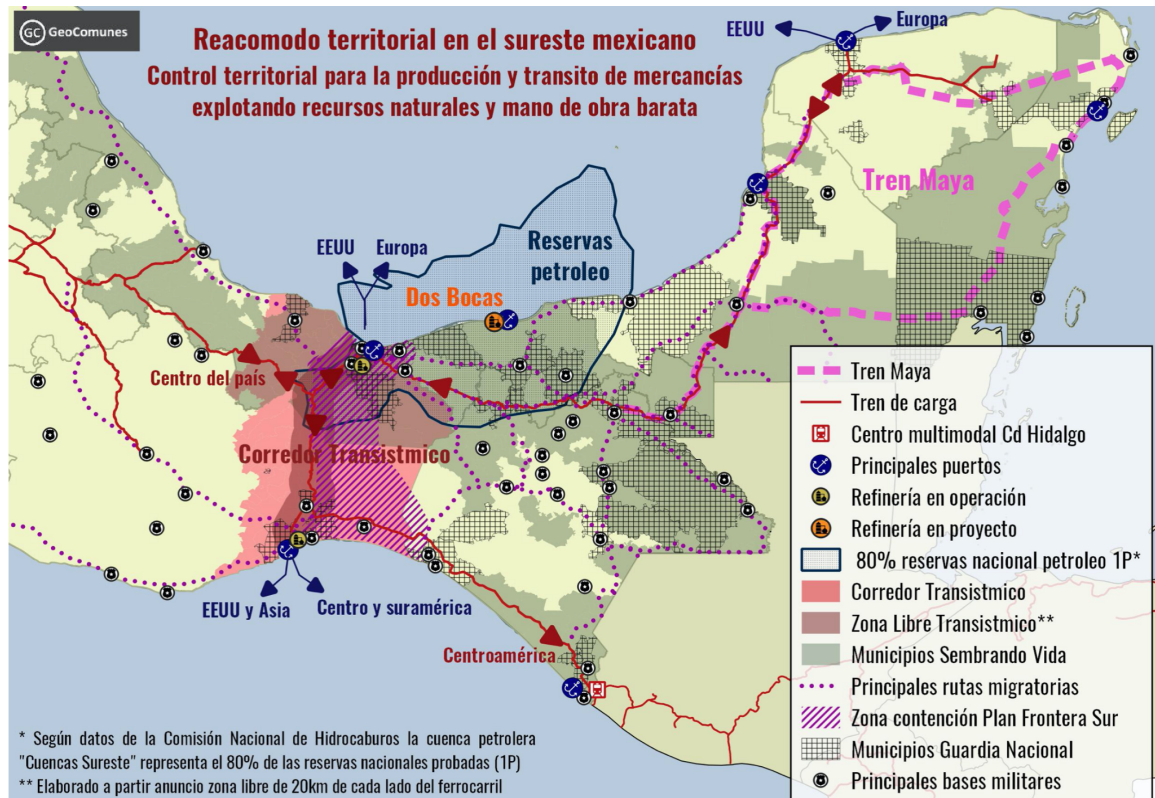 GC GeoComunes
Reacomodo territorial en el sureste mexicano
Control territorial para la producción y transito de mercancías
explotando recursos naturales y mano de obra barata
EEUU
Europa
Tren Maya
EEUU
Europa
Reservas
petroleo
Dos Bocas
Centro del país
Corredor Transístmico
EEUU y Asia
Centro y suramérica
Centroamérica
Tren Maya
Tren de carga
Centro multimodal Cd Hidalgo
Principales puertos
Refinería en operación
Refinería en proyecto
80% reservas nacional petroleo 1P*
Corredor Transístmico
Zona Libre Transistmico**
Municipios Sembrando Vida
Principales rutas migratorias
Zona contención Plan Frontera Sur
Municipios Guardia Nacional
Principales bases militares
* Según datos de la Comisión Nacional de Hidrocaburos la cuenca petrolera
"Cuencas Sureste" representa el 80% de las reservas nacionales probadas (1P)
** Elaborado a partir anuncio zona libre de 20km de cada lado del ferrocarril